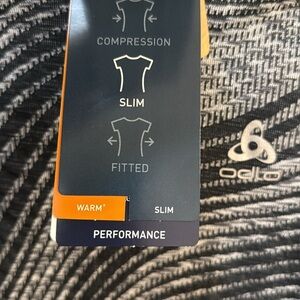 COMPRESSION
SLIM
FITTED
WARM+
SLIM
PERFORMANCE
odlo